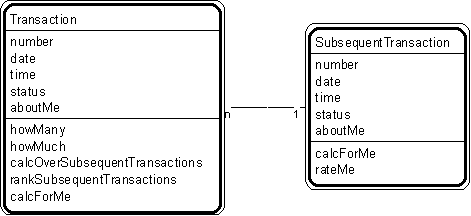 Transaction
number
date
time
status
aboutMe
howMany
howMuch
calcOverSubsequentTransactions
rankSubsequentTransactions
calcForMe
n
1
SubsequentTransaction
number
date
time
status
aboutMe
calcForMe
rateMe